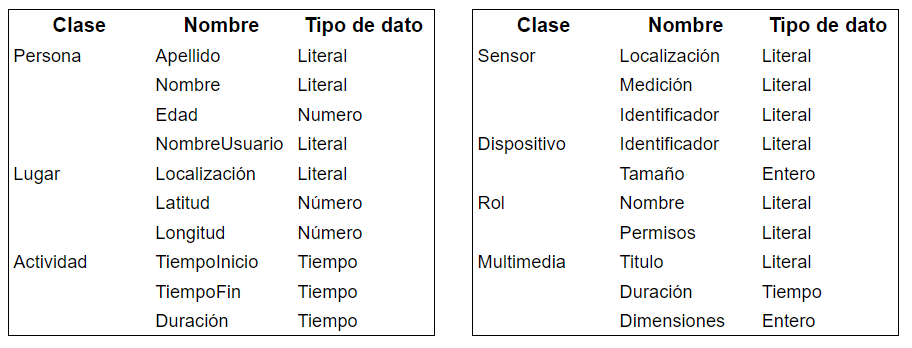 Clase Nombre Tipo de dato
Persona Apellido Literal
Nombre Literal
Edad Numero
NombreUsuario Literal
Lugar Localización Literal
Latitud Número
Longitud Número
Actividad TiempoInicio Tiempo
TiempoFin Tiempo
Duración Tiempo
Clase Nombre Tipo de dato
Sensor Localización Literal
Medición Literal
Identificador Literal
Dispositivo Identificador Literal
Tamaño Entero
Rol Nombre Literal
Permisos Literal
Multimedia Titulo Literal
Duración Tiempo
Dimensiones Entero